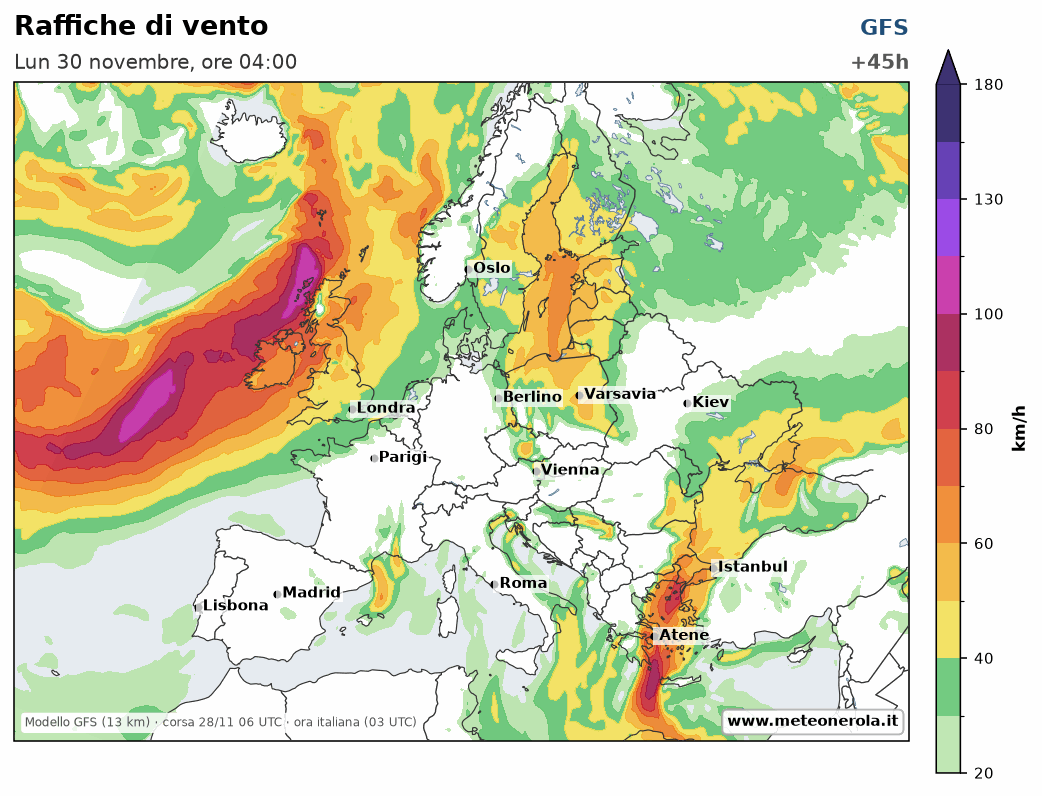 Raffiche di vento
GFS
Lun 30 novembre, ore 04:00
+45h
180
130
100
80
60
40
20
km/h
Oslo
Londra
Berlino
Varsavia
Kiev
Parigi
Vienna
Istanbul
Roma
Madrid
Lisbona
Atene
Modello GFS (13 km) · corsa 28/11 06 UTC · ora italiana (03 UTC)
www.meteonerola.it